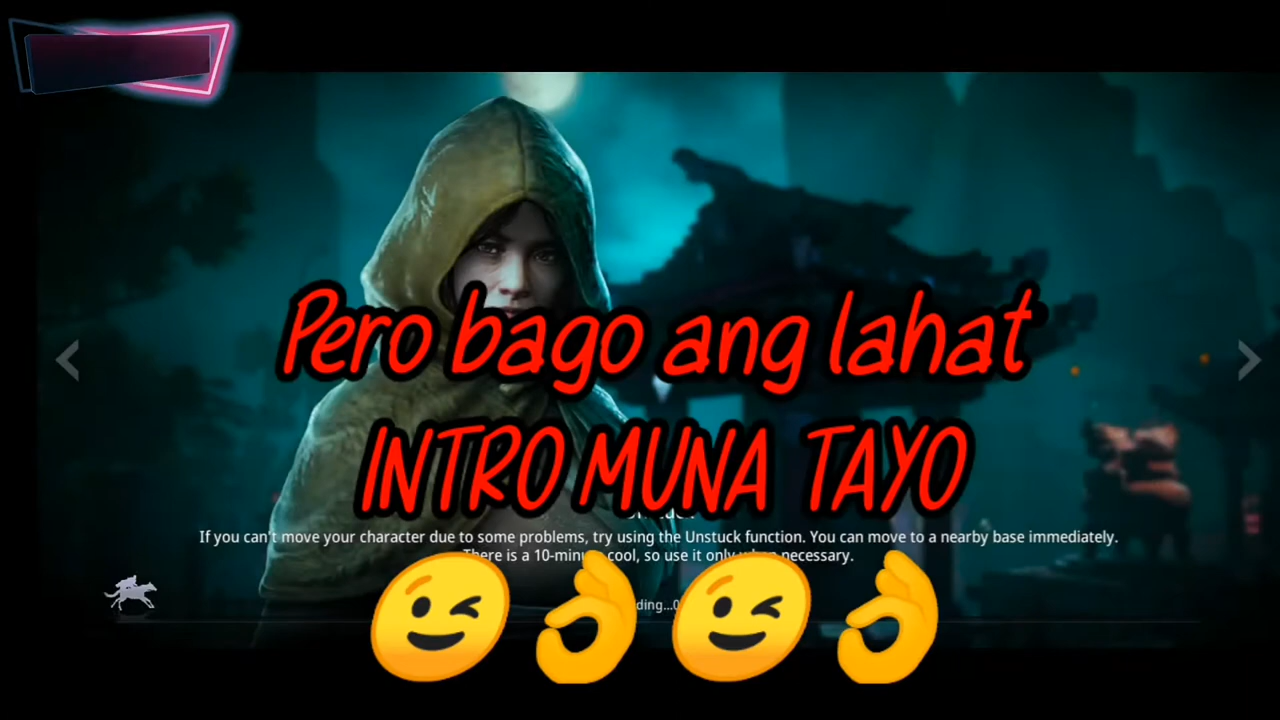 Pero bago ang lahat
INTRO MUNA TAYO
If you can't move your character due to some problems, try using the Unstuck function. You can move to a nearby base immediately.
There is a 10-minute cool, so use it only when necessary.